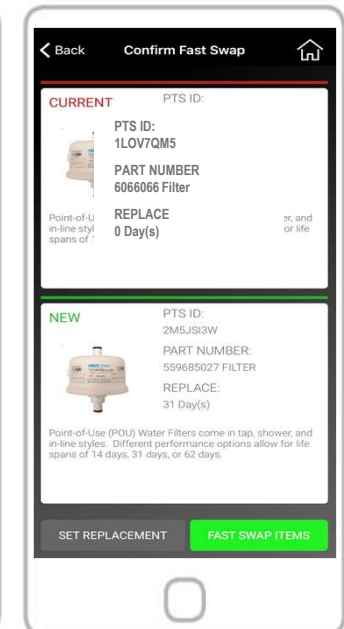 Back Confirm Fast Swap
CURRENT PTS ID:
PTS ID:
1LOV7QM5
PART NUMBER
6066066 Filter
REPLACE
0 Day(s)
Point-of-U er, and
in-line styl or life
spans of
NEW PTS ID:
2M5JSI3W
PART NUMBER:
559685027 FILTER
REPLACE:
31 Day(s)
Point-of-Use (POU) Water Filters come in tap, shower, and
in-line styles. Different performance options allow for life
spans of 14 days, 31 days, or 62 days.
SET REPLACEMENT FAST SWAP ITEMS